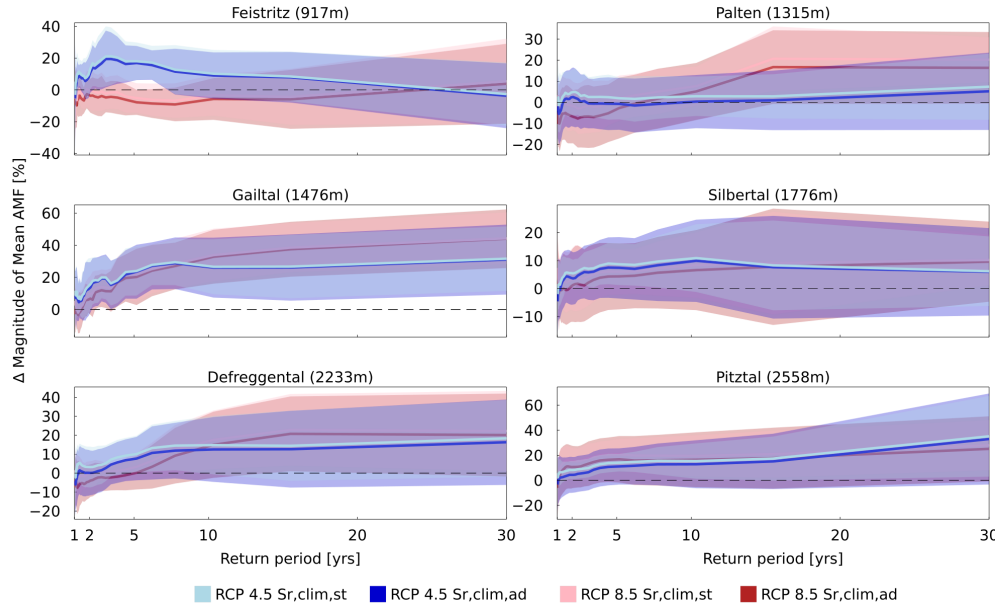 Feistritz (917m)
40
20
0
−20
−40
Palten (1315m)
30
20
10
0
−10
−20
Δ Magnitude of Mean AMF [%]
Gailtal (1476m)
60
40
20
0
Silbertal (1776m)
20
10
0
−10
Defreggental (2233m)
40
30
20
10
0
−10
−20
1 2 5 10 20 30
Return period [yrs]
Pitztal (2558m)
60
40
20
0
−20
1 2 5 10 20 30
Return period [yrs]
RCP 4.5 Sr,clim,st RCP 4.5 Sr,clim,ad RCP 8.5 Sr,clim,st RCP 8.5 Sr,clim,ad